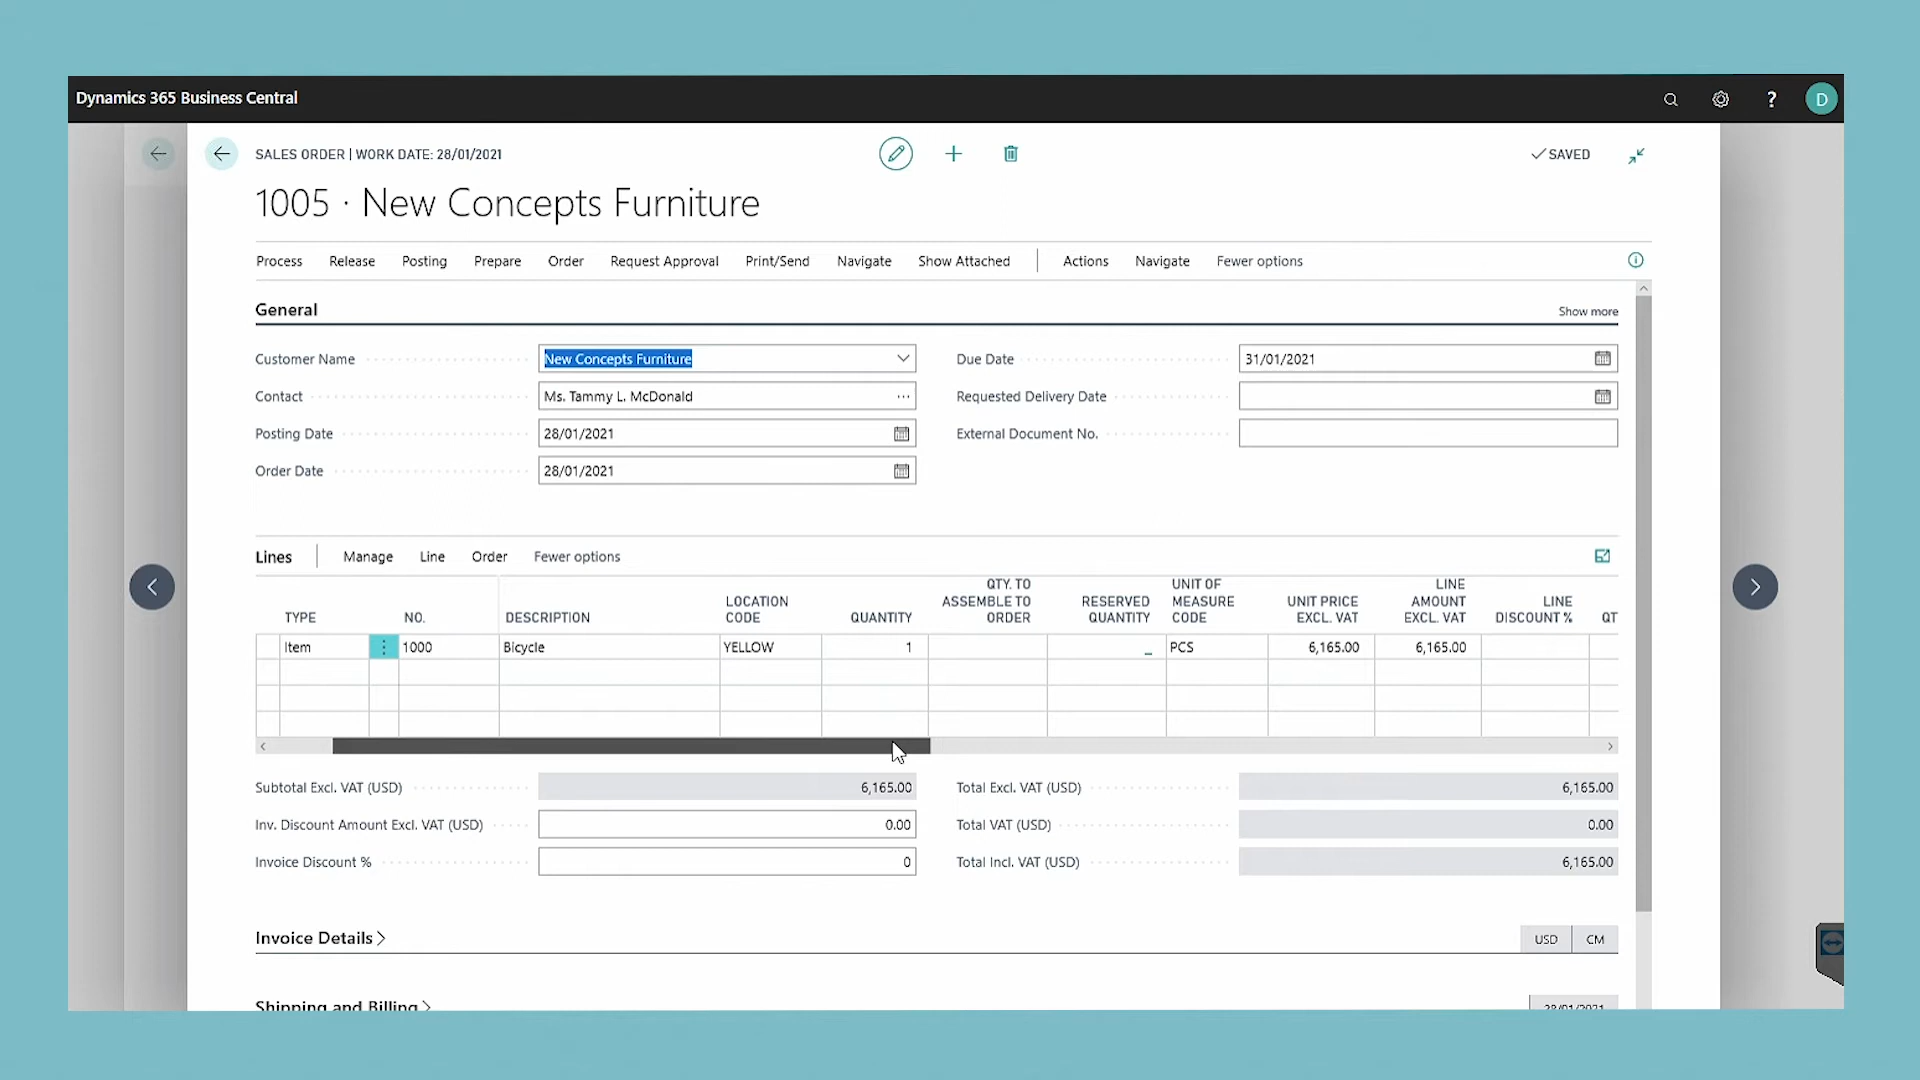 Dynamics 365 Business Central
?
D
SALES ORDER | WORK DATE: 28/01/2021
SAVED
1005 · New Concepts Furniture
Process Release Posting Prepare Order Request Approval Print/Send Navigate Show Attached Actions Navigate Fewer options
General
Show more
Customer Name New Concepts Furniture
Due Date 31/01/2021
Contact Ms. Tammy L. McDonald
Requested Delivery Date
Posting Date 28/01/2021
External Document No.
Order Date 28/01/2021
Lines Manage Line Order Fewer options
TYPE NO. DESCRIPTION LOCATION CODE QUANTITY QTY. TO ASSEMBLE TO ORDER RESERVED QUANTITY UNIT OF MEASURE CODE UNIT PRICE EXCL. VAT LINE AMOUNT EXCL. VAT LINE DISCOUNT % QT
Item 1000 Bicycle YELLOW 1 _ PCS 6,165.00 6,165.00
Subtotal Excl. VAT (USD) 6,165.00
Total Excl. VAT (USD) 6,165.00
Inv. Discount Amount Excl. VAT (USD) 0.00
Total VAT (USD) 0.00
Invoice Discount % 0
Total Incl. VAT (USD) 6,165.00
Invoice Details
USD CM
Shipping and Billing
28/01/2021